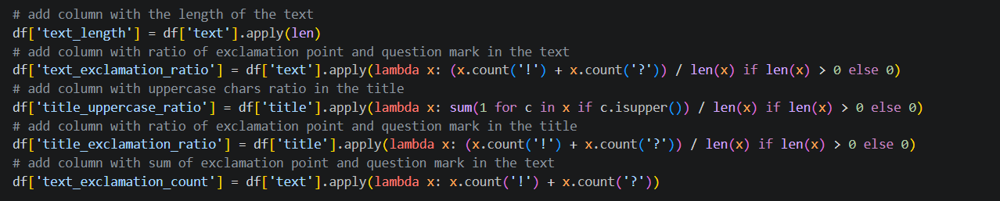 # add column with the length of the text
df['text_length'] = df['text'].apply(len)
# add column with ratio of exclamation point and question mark in the text
df['text_exclamation_ratio'] = df['text'].apply(lambda x: (x.count('!') + x.count('?')) / len(x) if len(x) > 0 else 0)
# add column with uppercase chars ratio in the title
df['title_uppercase_ratio'] = df['title'].apply(lambda x: sum(1 for c in x if c.isupper()) / len(x) if len(x) > 0 else 0)
# add column with ratio of exclamation point and question mark in the title
df['title_exclamation_ratio'] = df['title'].apply(lambda x: (x.count('!') + x.count('?')) / len(x) if len(x) > 0 else 0)
# add column with sum of exclamation point and question mark in the text
df['text_exclamation_count'] = df['text'].apply(lambda x: x.count('!') + x.count('?'))